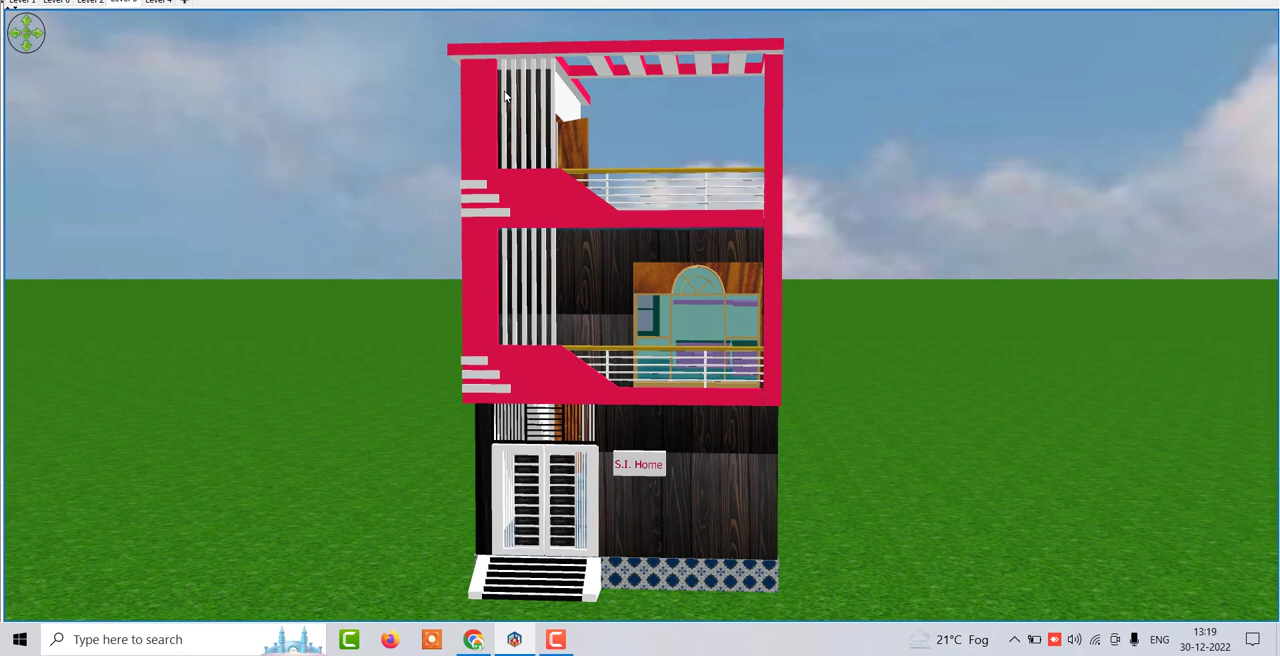 S.I. Home
Type here to search
21°C Fog
ENG
13:19
30-12-2022